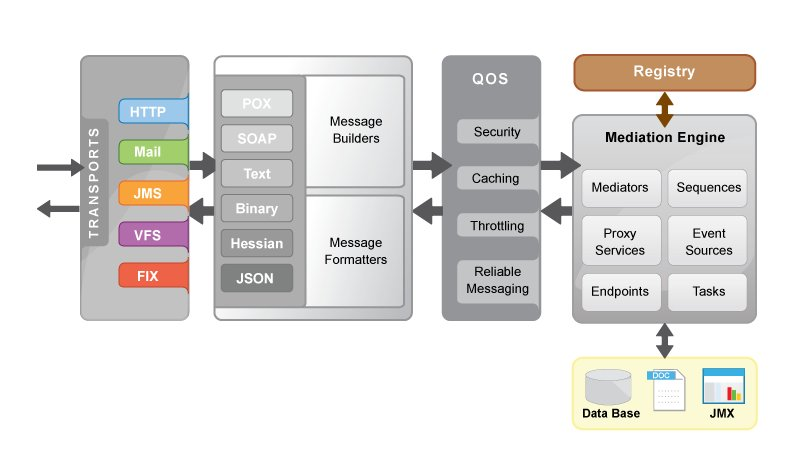 TRANSPORTS
HTTP
Mail
JMS
VFS
FIX
POX
SOAP
Text
Binary
Hessian
JSON
Message
Builders
Message
Formatters
QOS
Security
Caching
Throttling
Reliable
Messaging
Registry
Mediation Engine
Mediators
Sequences
Proxy
Services
Event
Sources
Endpoints
Tasks
Data Base
DOC
JMX